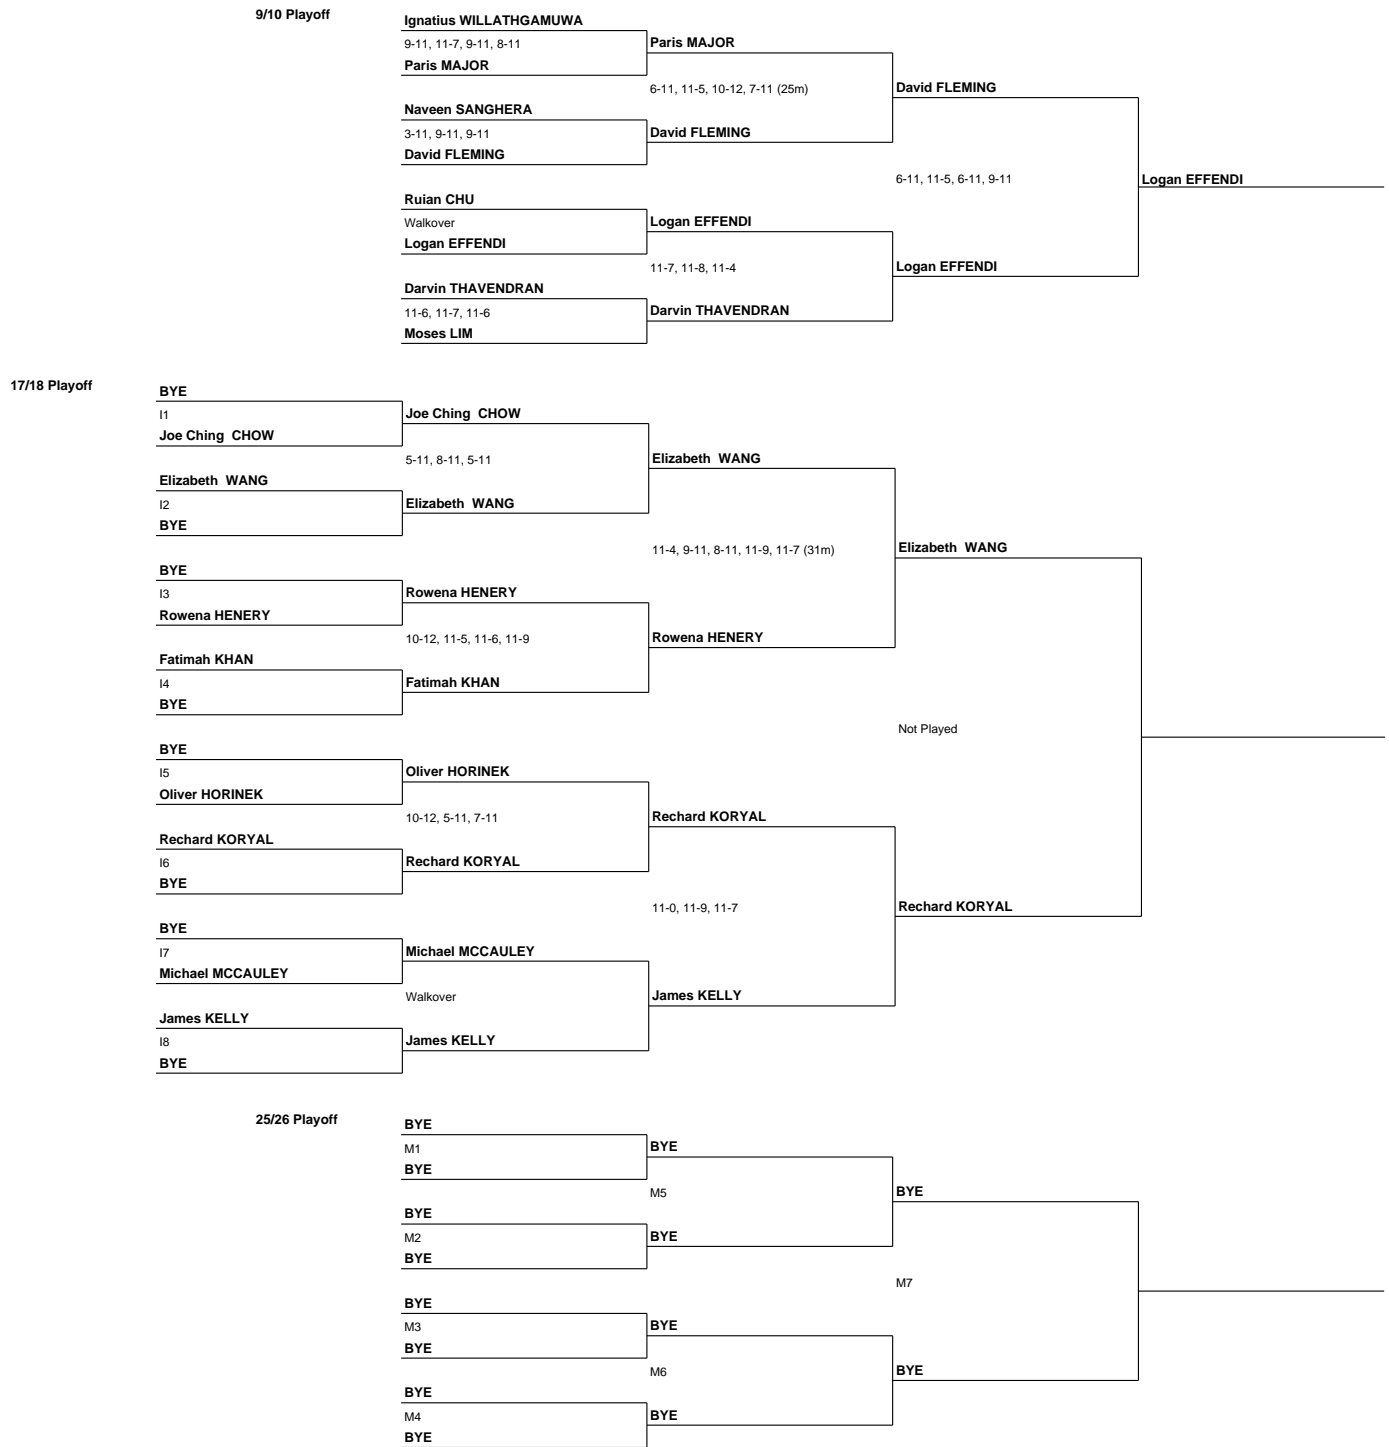 9/10 Playoff
Ignatius WILLATHGAMUWA
9-11, 11-7, 9-11, 8-11
Paris MAJOR
Paris MAJOR
6-11, 11-5, 10-12, 7-11 (25m)
David FLEMING
Naveen SANGHERA
3-11, 9-11, 9-11
David FLEMING
David FLEMING
6-11, 11-5, 6-11, 9-11
Logan EFFENDI
Ruian CHU
Walkover
Logan EFFENDI
Logan EFFENDI
11-7, 11-8, 11-4
Logan EFFENDI
Darvin THAVENDRAN
11-6, 11-7, 11-6
Darvin THAVENDRAN
Moses LIM
17/18 Playoff
BYE
I1
Joe Ching  CHOW
Joe Ching  CHOW
5-11, 8-11, 5-11
Elizabeth  WANG
Elizabeth  WANG
I2
Elizabeth  WANG
BYE
11-4, 9-11, 8-11, 11-9, 11-7 (31m)
Elizabeth  WANG
BYE
I3
Rowena HENERY
Rowena HENERY
10-12, 11-5, 11-6, 11-9
Rowena HENERY
Fatimah KHAN
I4
Fatimah KHAN
BYE
Not Played
BYE
I5
Oliver HORINEK
Oliver HORINEK
10-12, 5-11, 7-11
Rechard KORYAL
Rechard KORYAL
I6
Rechard KORYAL
BYE
11-0, 11-9, 11-7
Rechard KORYAL
BYE
I7
Michael MCCAULEY
Michael MCCAULEY
Walkover
James KELLY
James KELLY
I8
James KELLY
BYE
25/26 Playoff
BYE
M1
BYE
BYE
M5
BYE
BYE
M2
BYE
BYE
M7
BYE
M3
BYE
BYE
M6
BYE
BYE
M4
BYE
BYE